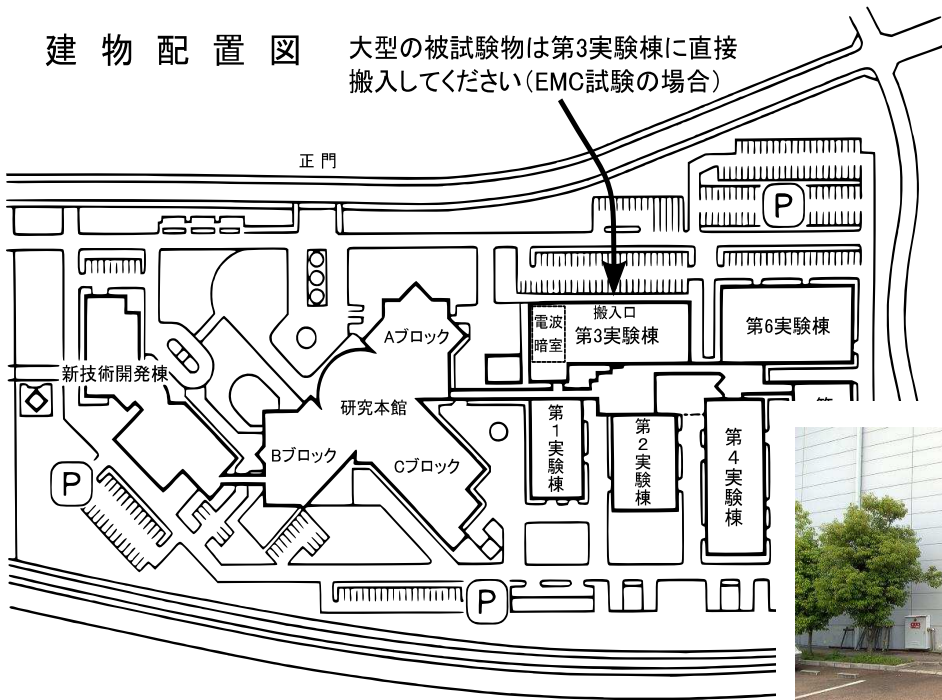 建物配置図
大型の被試験物は第3実験棟に直接
搬入してください(EMC試験の場合)
正門
P
搬入口
電波
暗室
第3実験棟
第6実験棟
Aブロック
新技術開発棟
研究本館
Bブロック
Cブロック
第1実験棟
第2実験棟
第4実験棟
P
P